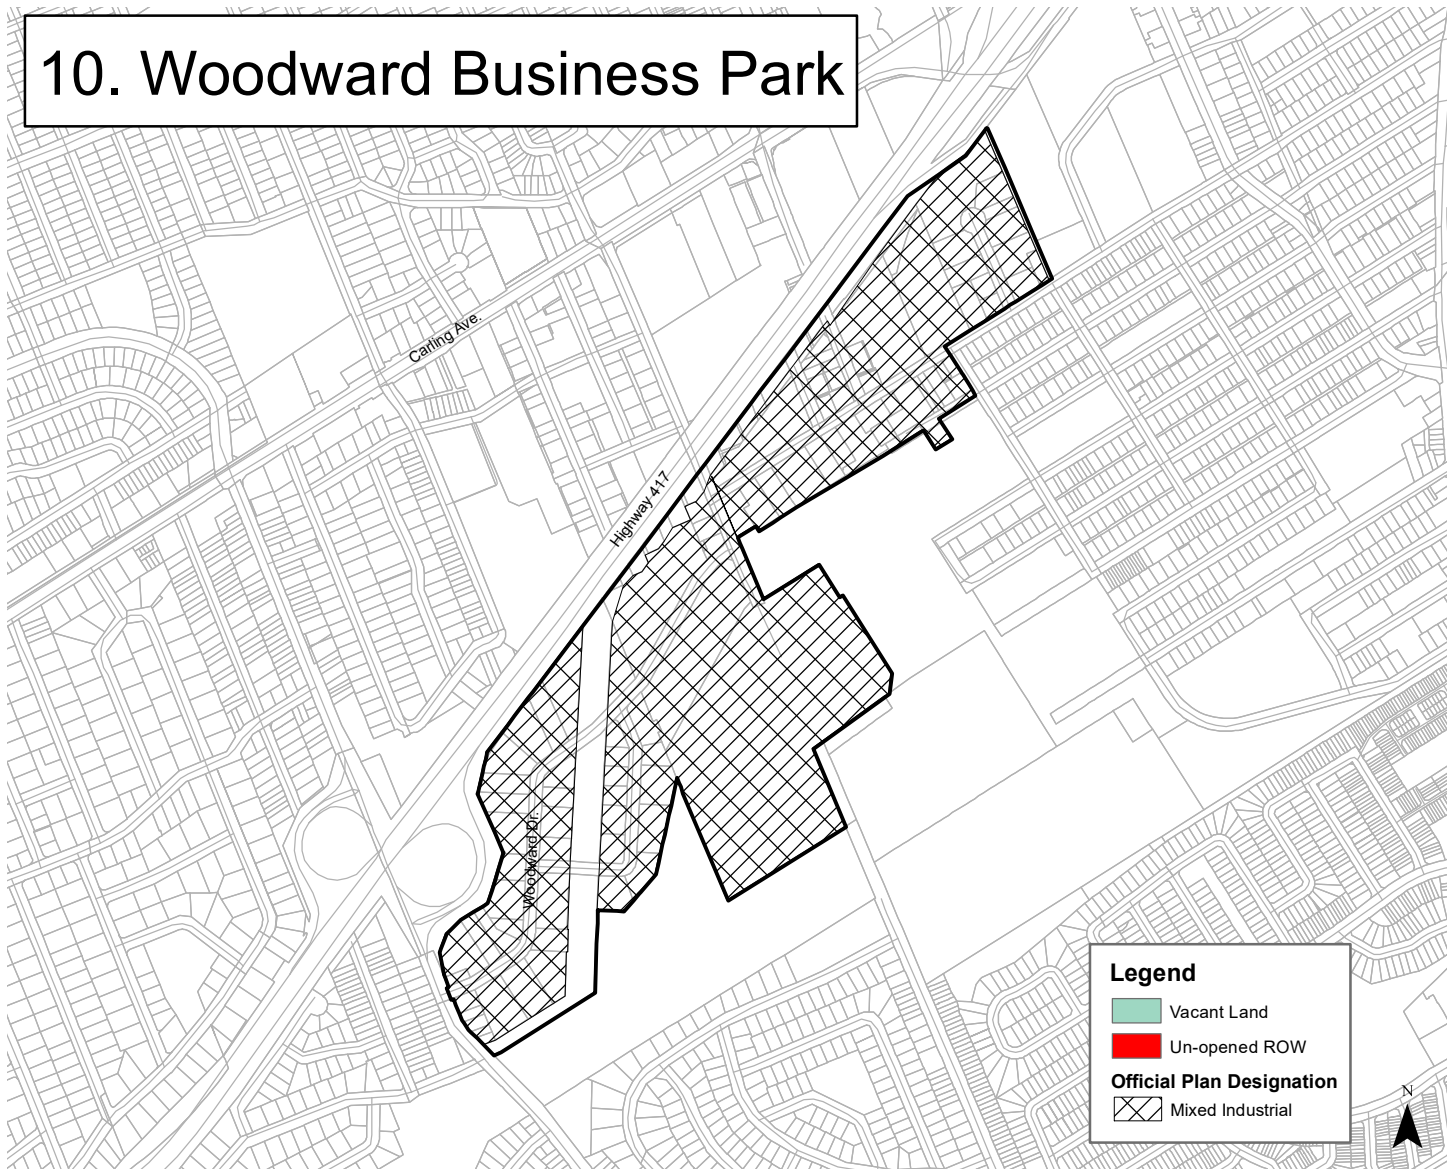 10. Woodward Business Park
Carling Ave.
Highway 417
Woodward Dr.
Legend
Vacant Land
Un-opened ROW
Official Plan Designation
Mixed Industrial
N